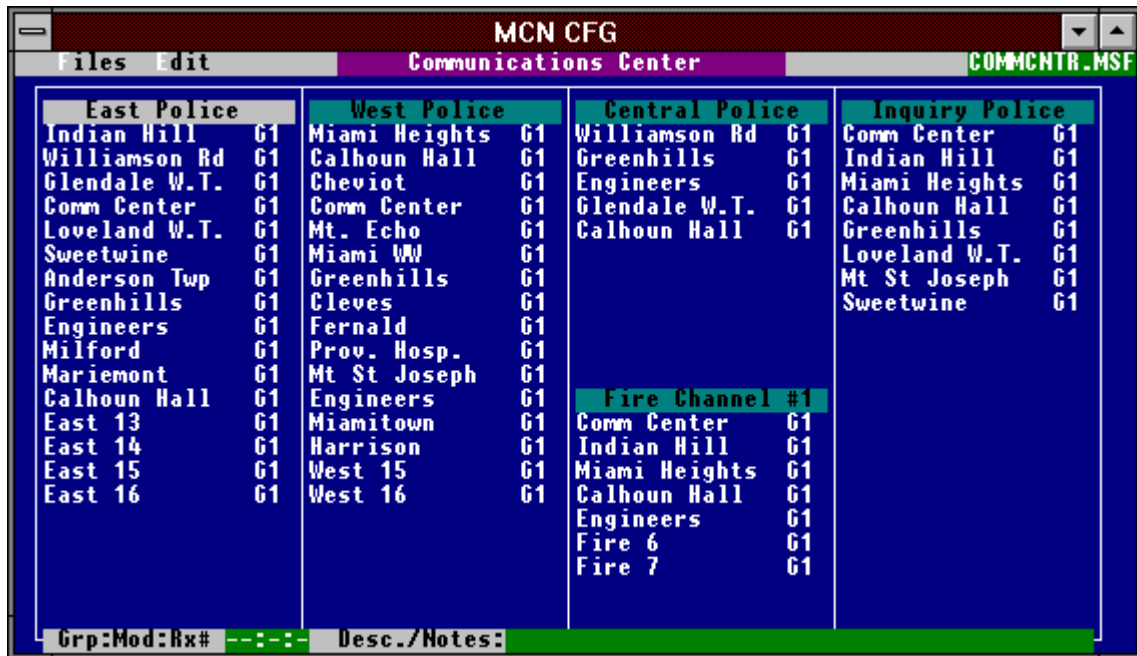 MCN CFG
Files Edit Communications Center COMMCNTR.MSF
East Police
Indian Hill G1
Williamson Rd G1
Glendale W.T. G1
Comm Center G1
Loveland W.T. G1
Sweetwine G1
Anderson Twp G1
Greenhills G1
Engineers G1
Milford G1
Mariemont G1
Calhoun Hall G1
East 13 G1
East 14 G1
East 15 G1
East 16 G1
West Police
Miami Heights G1
Calhoun Hall G1
Cheviot G1
Comm Center G1
Mt. Echo G1
Miami WW G1
Greenhills G1
Cleves G1
Fernald G1
Prov. Hosp. G1
Mt St Joseph G1
Engineers G1
Miamitown G1
Harrison G1
West 15 G1
West 16 G1
Central Police
Williamson Rd G1
Greenhills G1
Engineers G1
Glendale W.T. G1
Calhoun Hall G1
Fire Channel #1
Comm Center G1
Indian Hill G1
Miami Heights G1
Calhoun Hall G1
Engineers G1
Fire 6 G1
Fire 7 G1
Inquiry Police
Comm Center G1
Indian Hill G1
Miami Heights G1
Calhoun Hall G1
Greenhills G1
Loveland W.T. G1
Mt St Joseph G1
Sweetwine G1
Grp:Mod:Rx# --:-:- Desc./Notes: